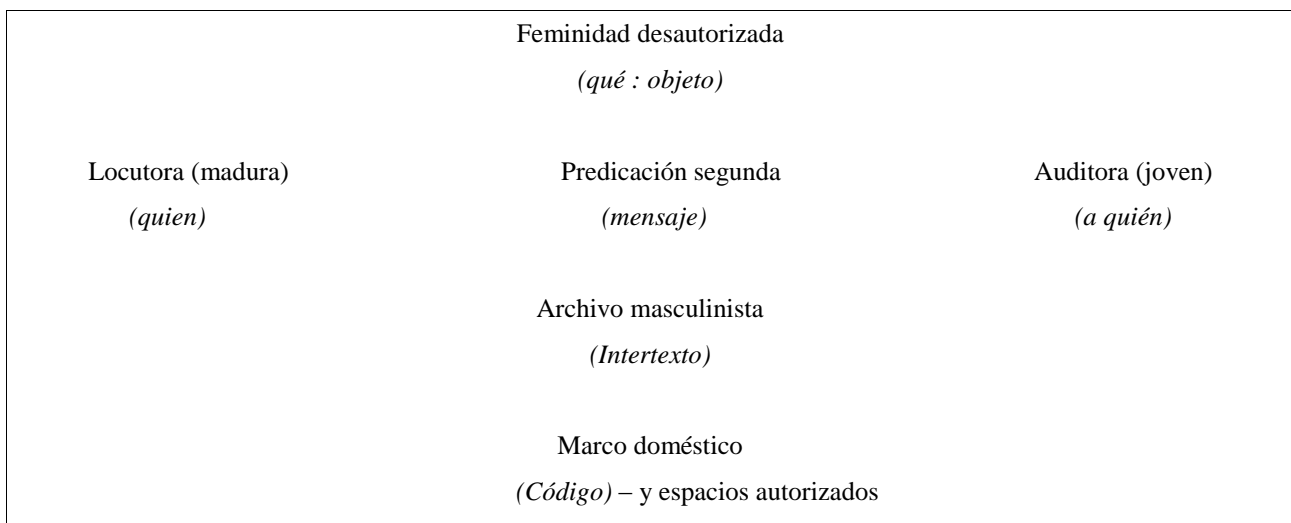 Feminidad desautorizada
(qué : objeto)
Locutora (madura) Predicación segunda Auditora (joven)
(quien) (mensaje) (a quién)
Archivo masculinista
(Intertexto)
Marco doméstico
(Código) – y espacios autorizados